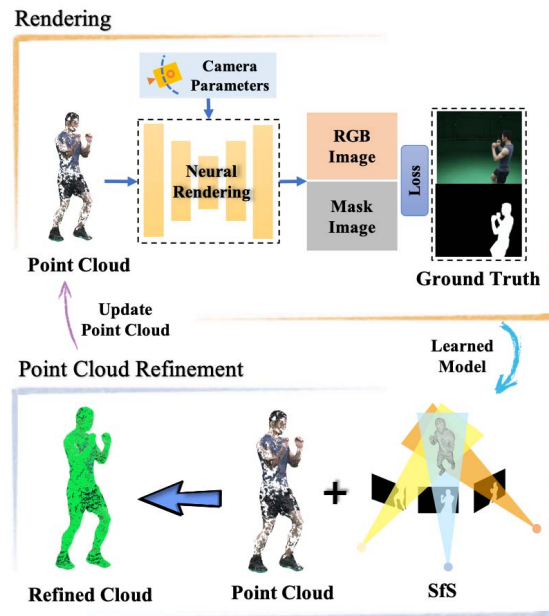 Rendering
Camera
Parameters
Neural
Rendering
RGB
Image
Mask
Image
Loss
Point Cloud
Ground Truth
Update
Point Cloud
Learned
Model
Point Cloud Refinement
+
Refined Cloud
Point Cloud
SfS